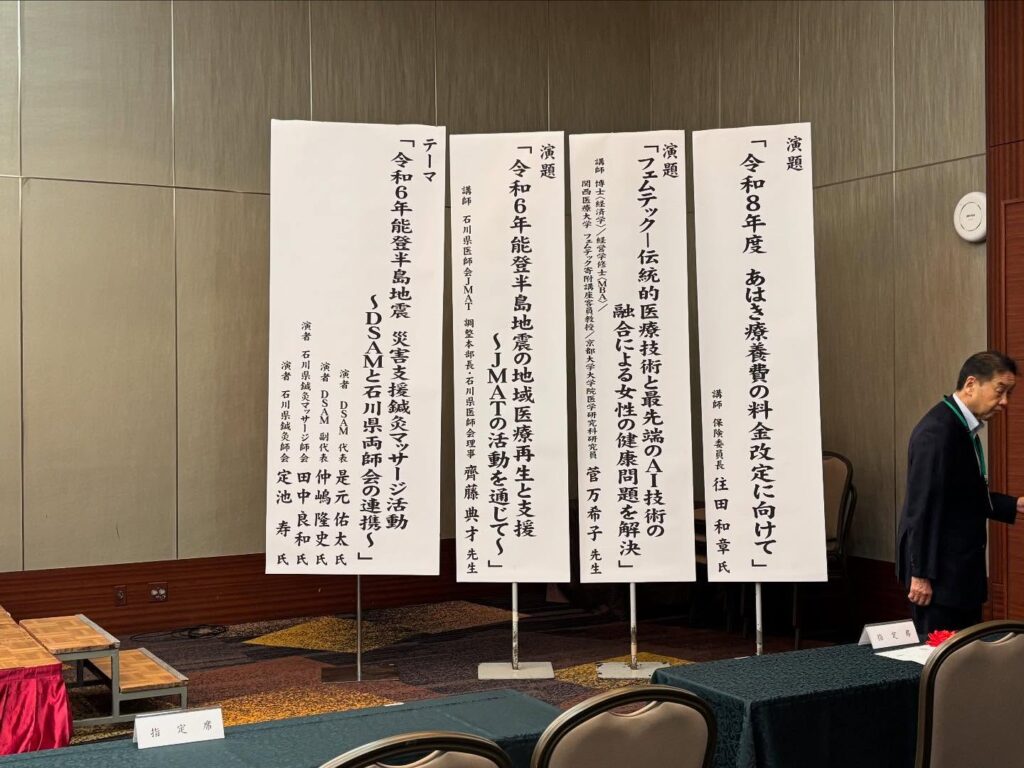 演題
「令和8年度 あはき療養費の料金改定に向けて」
講師 保険委員長 往田 和章 氏
演題
「フェムテック―伝統的医療技術と最先端のAI技術の
融合による女性の健康問題を解決」
講師 博士(経済学)/経営学修士(MBA)/
関西医療大学 フェムテック寄附講座客員教授/京都大学大学院医学研究科研究員 菅 万希子 先生
演題
「令和6年能登半島地震の地域医療再生と支援
～JMATの活動を通じて～」
講師 石川県医師会JMAT 調整本部長・石川県医師会理事 齊藤 典才 先生
テーマ
「令和6年能登半島地震 災害支援鍼灸マッサージ活動
～DSAMと石川県両師会の連携～」
演者 DSAM 代表 是元 佑太 氏
演者 DSAM 副代表 仲嶋 隆史 氏
演者 石川県鍼灸マッサージ師会 田中 良和 氏
演者 石川県鍼灸師会 定池 寿 氏
指定席
指定席